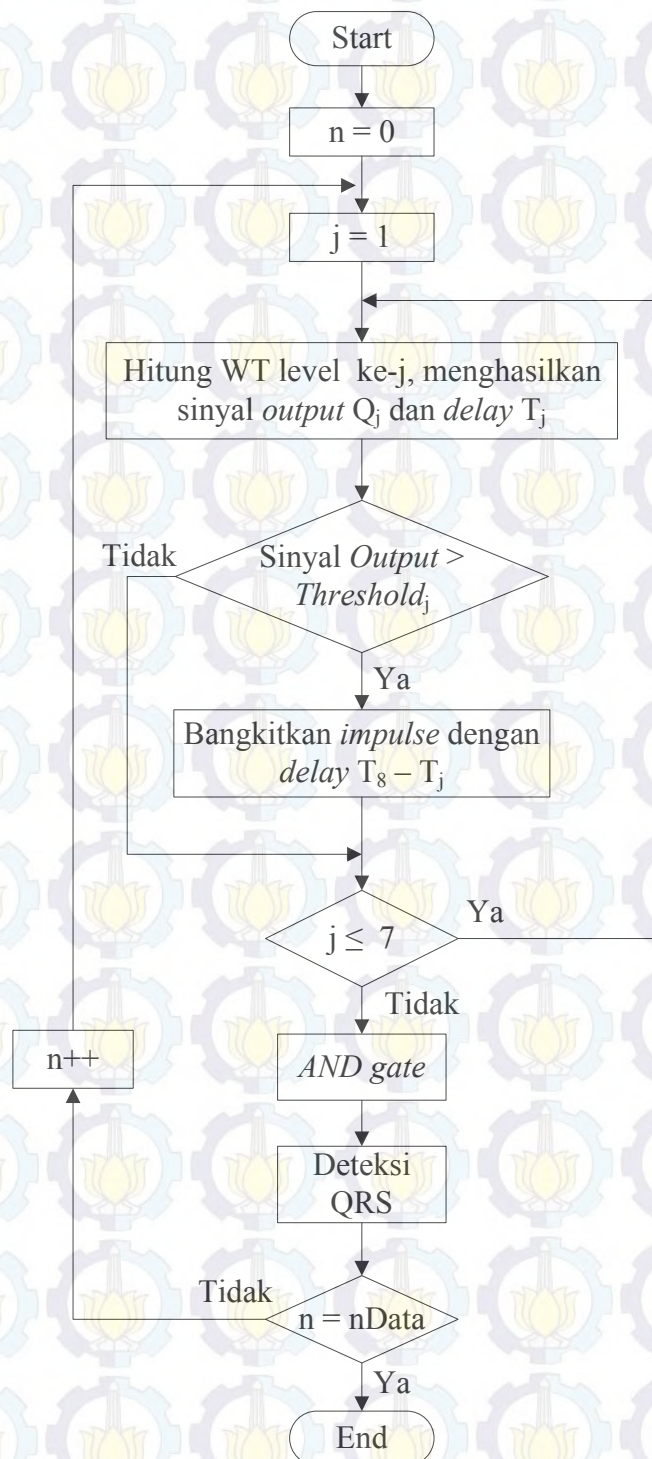 Start
n = 0
j = 1
Hitung WT level ke-j, menghasilkan
sinyal output Qj dan delay Tj
Tidak
Sinyal Output >
Thresholdj
Ya
Bangkitkan impulse dengan
delay T8 – Tj
j ≤ 7
Ya
Tidak
n++
AND gate
Deteksi
QRS
Tidak
n = nData
Ya
End